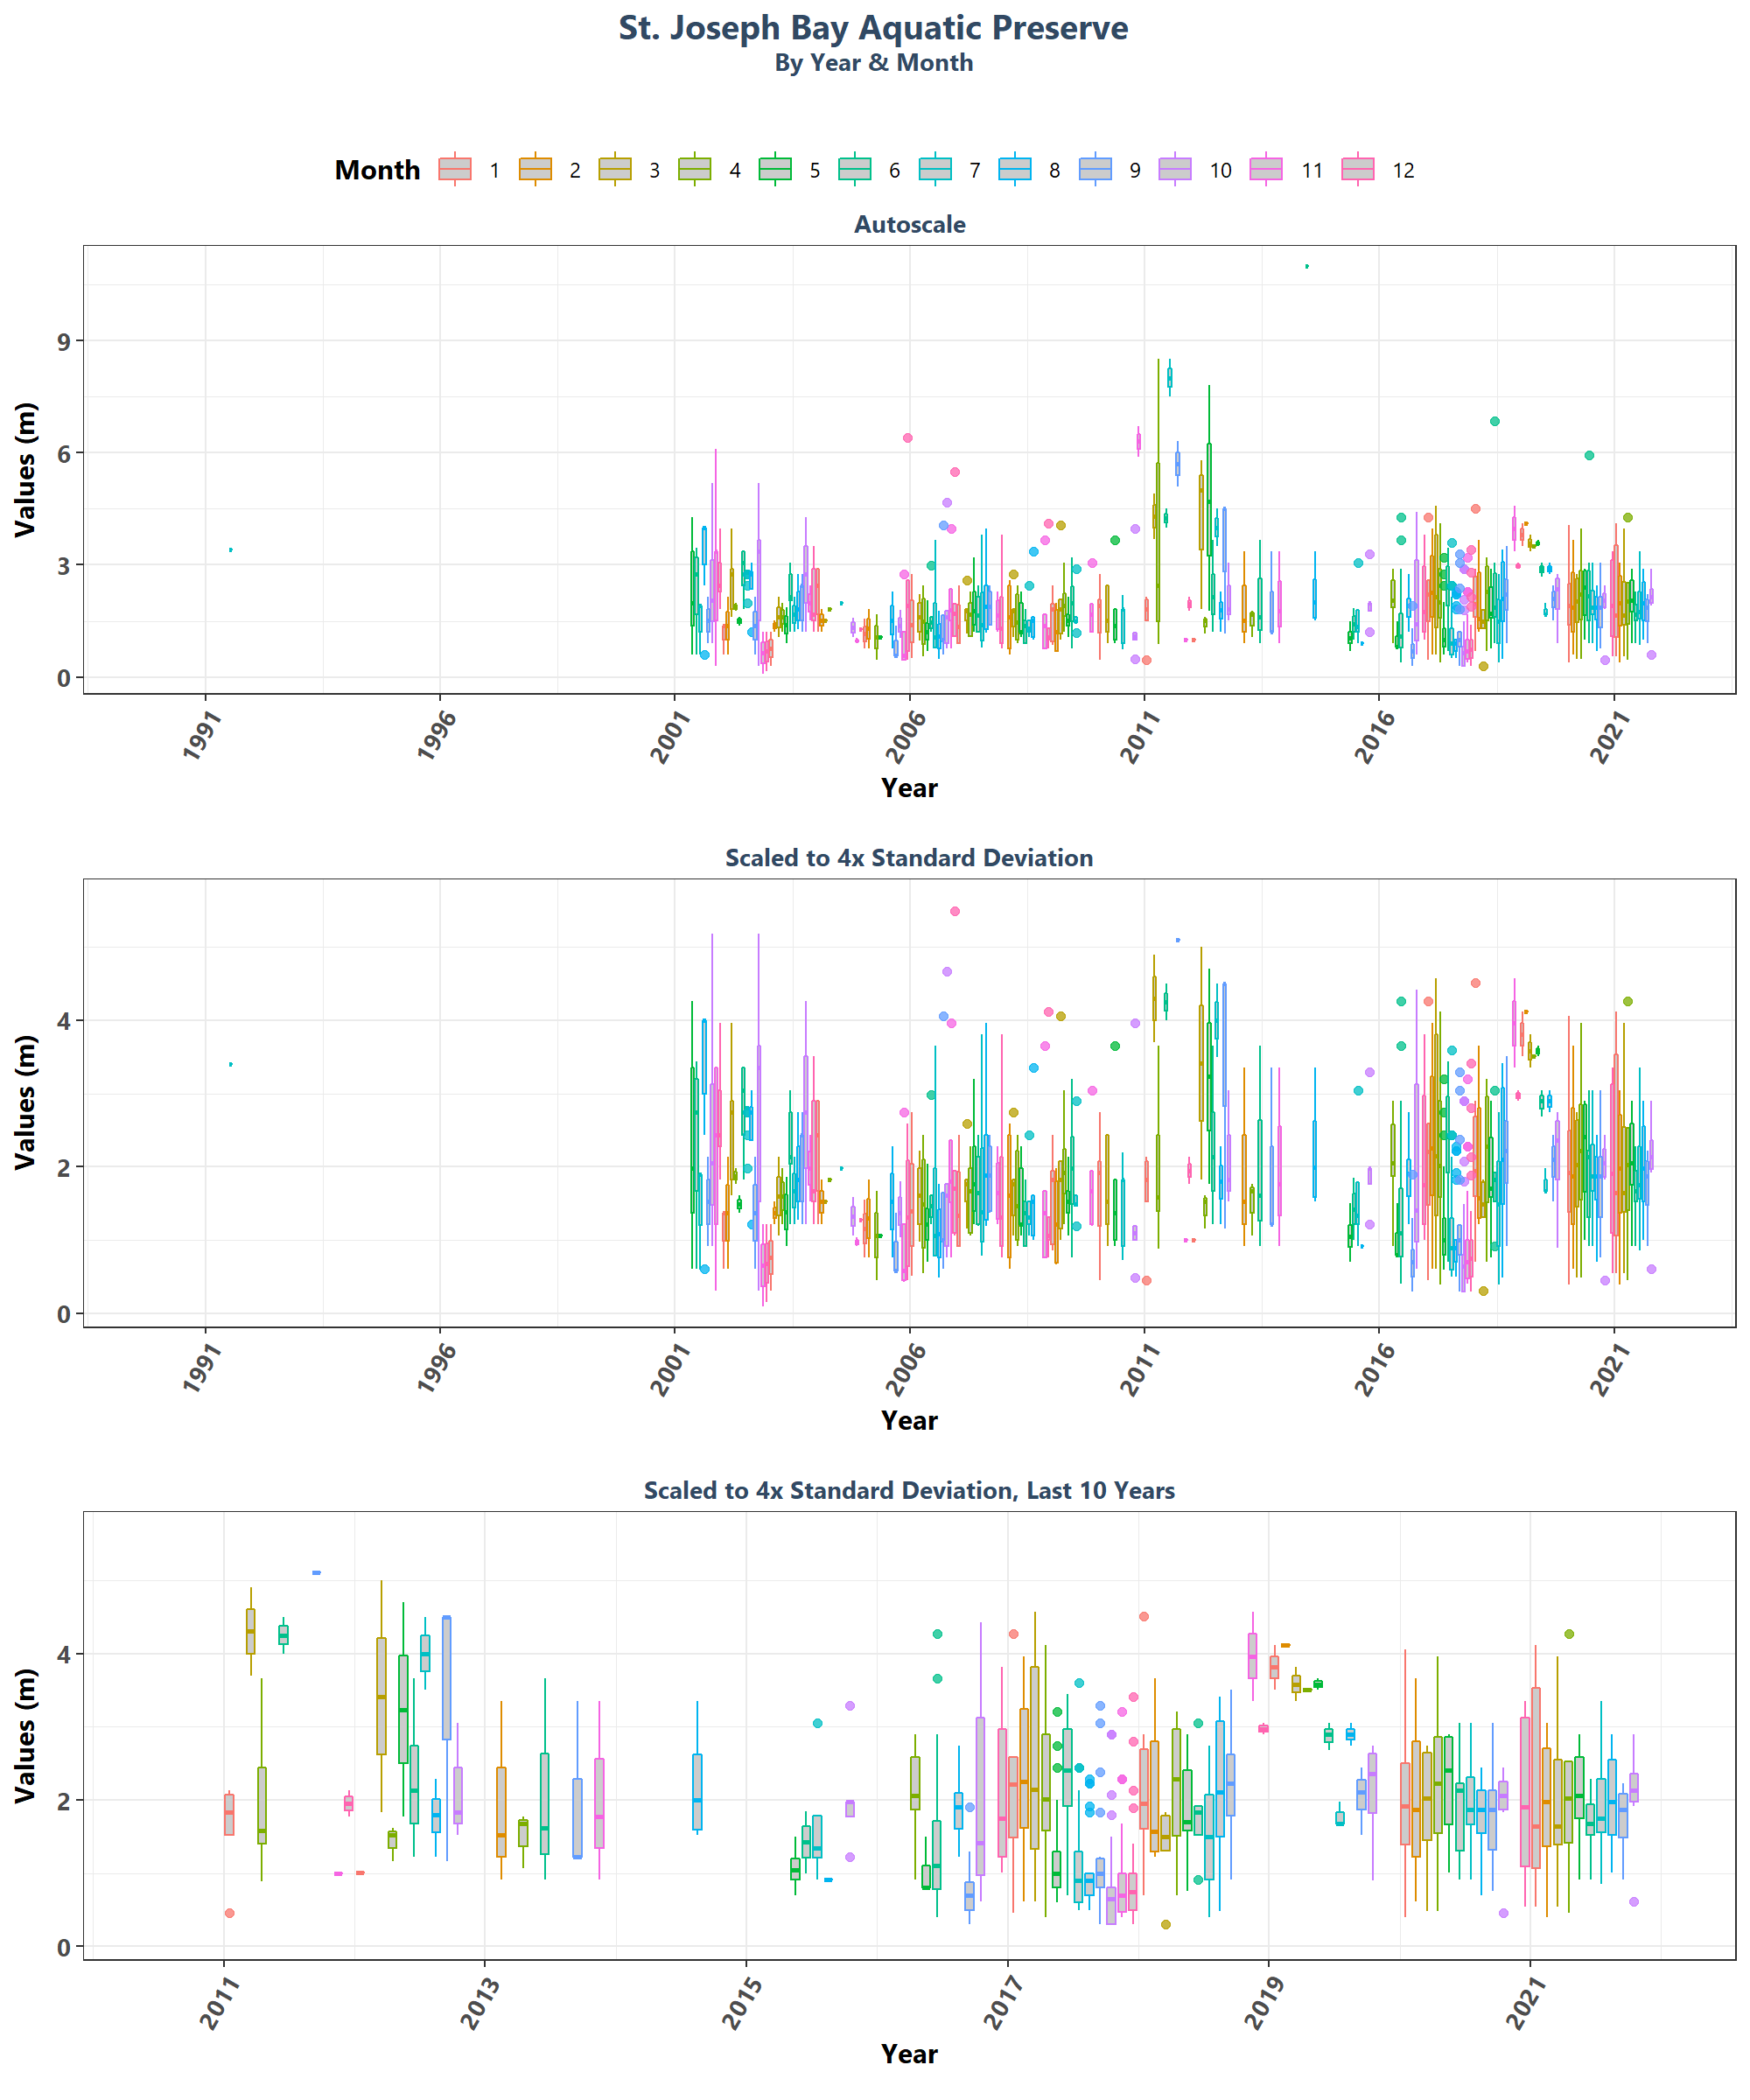 St. Joseph Bay Aquatic Preserve
By Year & Month
Month 1 2 3 4 5 6 7 8 9 10 11 12
Autoscale
Values (m)
9
6
3
0
1991 1996 2001 2006 2011 2016 2021
Year
Scaled to 4x Standard Deviation
Values (m)
4
2
0
1991 1996 2001 2006 2011 2016 2021
Year
Scaled to 4x Standard Deviation, Last 10 Years
Values (m)
4
2
0
2011 2013 2015 2017 2019 2021
Year